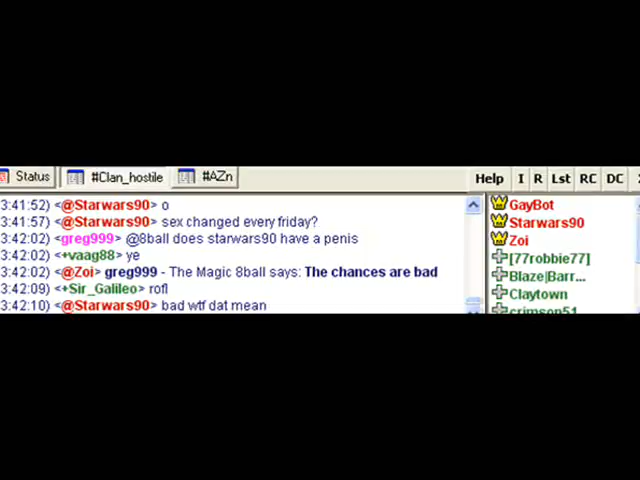 Status #Clan_hostile #AZn Help I R Lst RC DC
3:41:52) <@Starwars90> o
3:41:57) <@Starwars90> sex changed every friday?
3:42:02) <greg999> @8ball does starwars90 have a penis
3:42:02) <+vaag88> ye
3:42:02) <@Zoi> greg999 - The Magic 8ball says: The chances are bad
3:42:09) <+Sir_Galileo> rofl
3:42:10) <@Starwars90> bad wtf dat mean
GayBot
Starwars90
Zoi
[77robbie77]
Blaze|Barr...
Claytown
crimson51